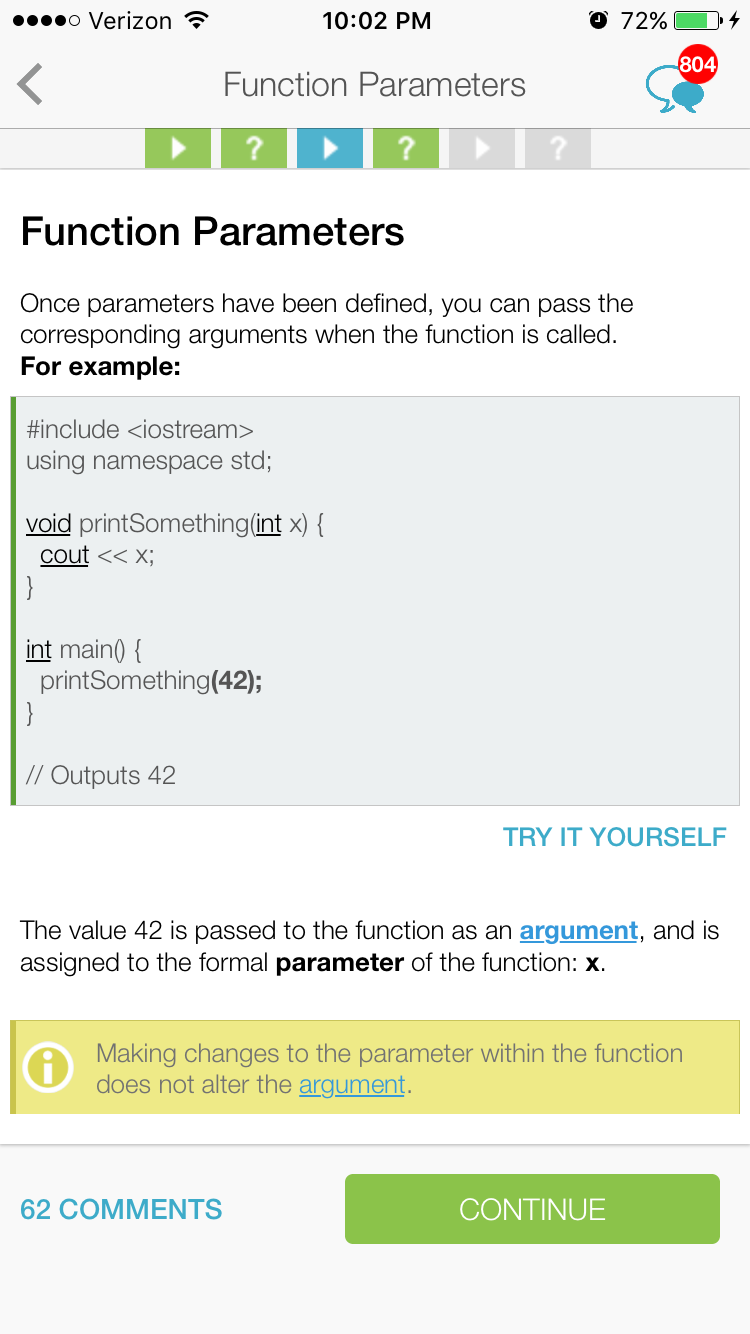 Verizon 10:02 PM 72%
Function Parameters
804
? ? ?
Function Parameters
Once parameters have been defined, you can pass the
corresponding arguments when the function is called.
For example:
#include <iostream>
using namespace std;
void printSomething(int x) {
cout << x;
}
int main() {
printSomething(42);
}
// Outputs 42
TRY IT YOURSELF
The value 42 is passed to the function as an argument, and is
assigned to the formal parameter of the function: x.
Making changes to the parameter within the function
does not alter the argument.
62 COMMENTS
CONTINUE